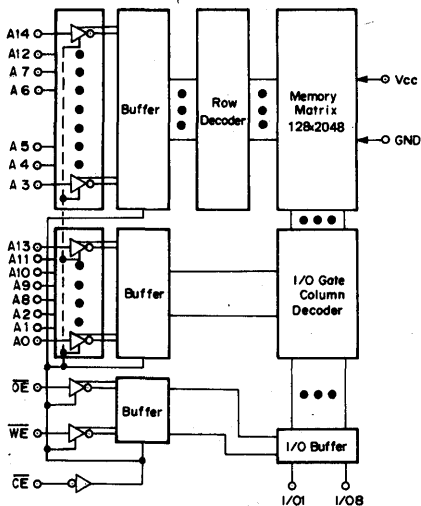 A14
A12
A7
A6
A5
A4
A3
Buffer
Row
Decoder
Memory
Matrix
128x2048
Vcc
GND
A13
A11
A10
A9
A8
A2
A1
A0
Buffer
I/O Gate
Column
Decoder
OE
WE
CE
Buffer
I/O Buffer
I/O1 I/O8